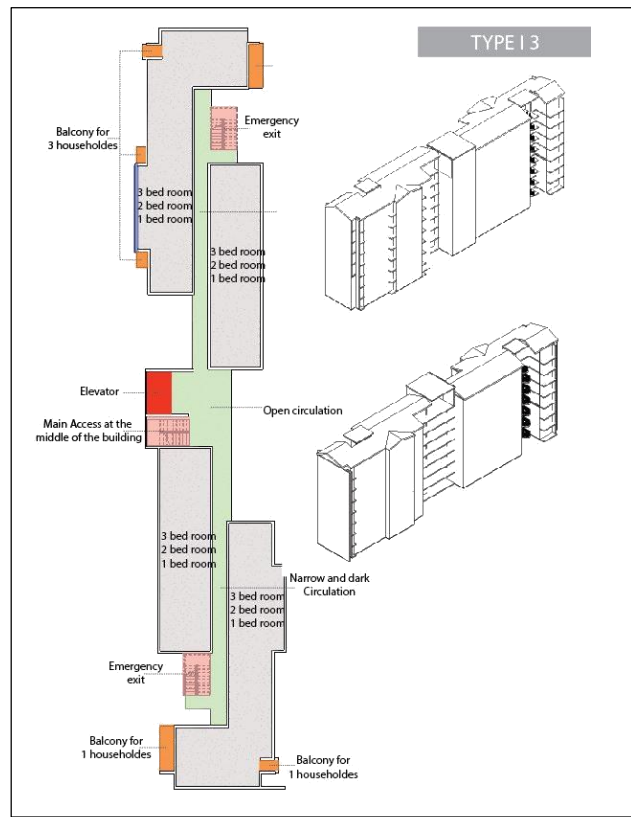 TYPE I 3
Emergency
exit
Balcony for
3 householdes
3 bed room
2 bed room
1 bed room
3 bed room
2 bed room
1 bed room
Elevator
Open circulation
Main Access at the
middle of the building
3 bed room
2 bed room
1 bed room
Narrow and dark
Circulation
3 bed room
2 bed room
1 bed room
Emergency
exit
Balcony for
1 householdes
Balcony for
1 householdes